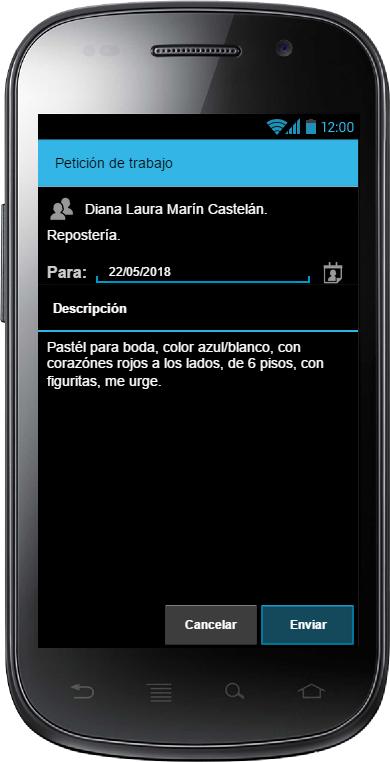 12:00
Petición de trabajo
Diana Laura Marín Castelán.
Repostería.
Para: 22/05/2018
Descripción
Pastél para boda, color azul/blanco, con
corazónes rojos a los lados, de 6 pisos, con
figuritas, me urge.
Cancelar Enviar